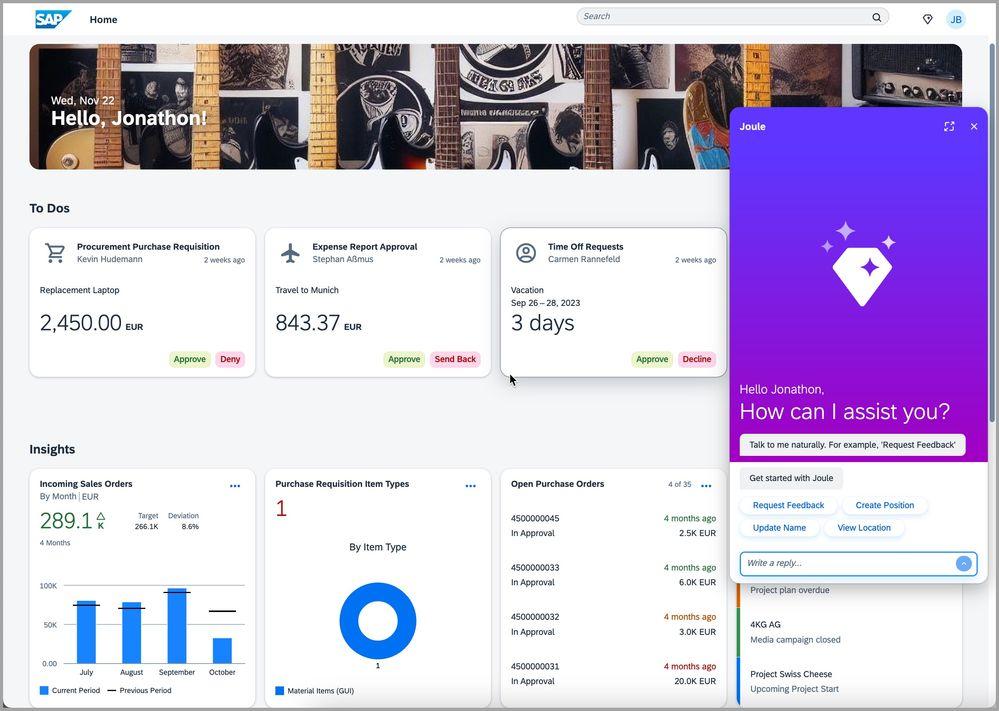 SAP
Home
Search
JB
Wed, Nov 22
Hello, Jonathon!
To Dos
Procurement Purchase Requisition
Kevin Hudemann
2 weeks ago
Replacement Laptop
2,450.00 EUR
Approve
Deny
Expense Report Approval
Stephan Aßmus
2 weeks ago
Travel to Munich
843.37 EUR
Approve
Send Back
Time Off Requests
Carmen Rannefeld
2 weeks ago
Vacation
Sep 26 – 28, 2023
3 days
Approve
Decline
Insights
Incoming Sales Orders
By Month | EUR
289.1 K
Target
266.1K
Deviation
8.6%
4 Months
100K
50K
0.00
July
August
September
October
Current Period
Previous Period
Purchase Requisition Item Types
1
By Item Type
1
Material Items (GUI)
Open Purchase Orders
4 of 35
4500000045
4 months ago
In Approval
2.5K EUR
4500000033
4 months ago
In Approval
6.0K EUR
4500000032
4 months ago
In Approval
3.0K EUR
4500000031
4 months ago
In Approval
20.0K EUR
Joule
Hello Jonathon,
How can I assist you?
Talk to me naturally. For example, 'Request Feedback'
Get started with Joule
Request Feedback
Create Position
Update Name
View Location
Write a reply...
Project plan overdue
4KG AG
Media campaign closed
Project Swiss Cheese
Upcoming Project Start